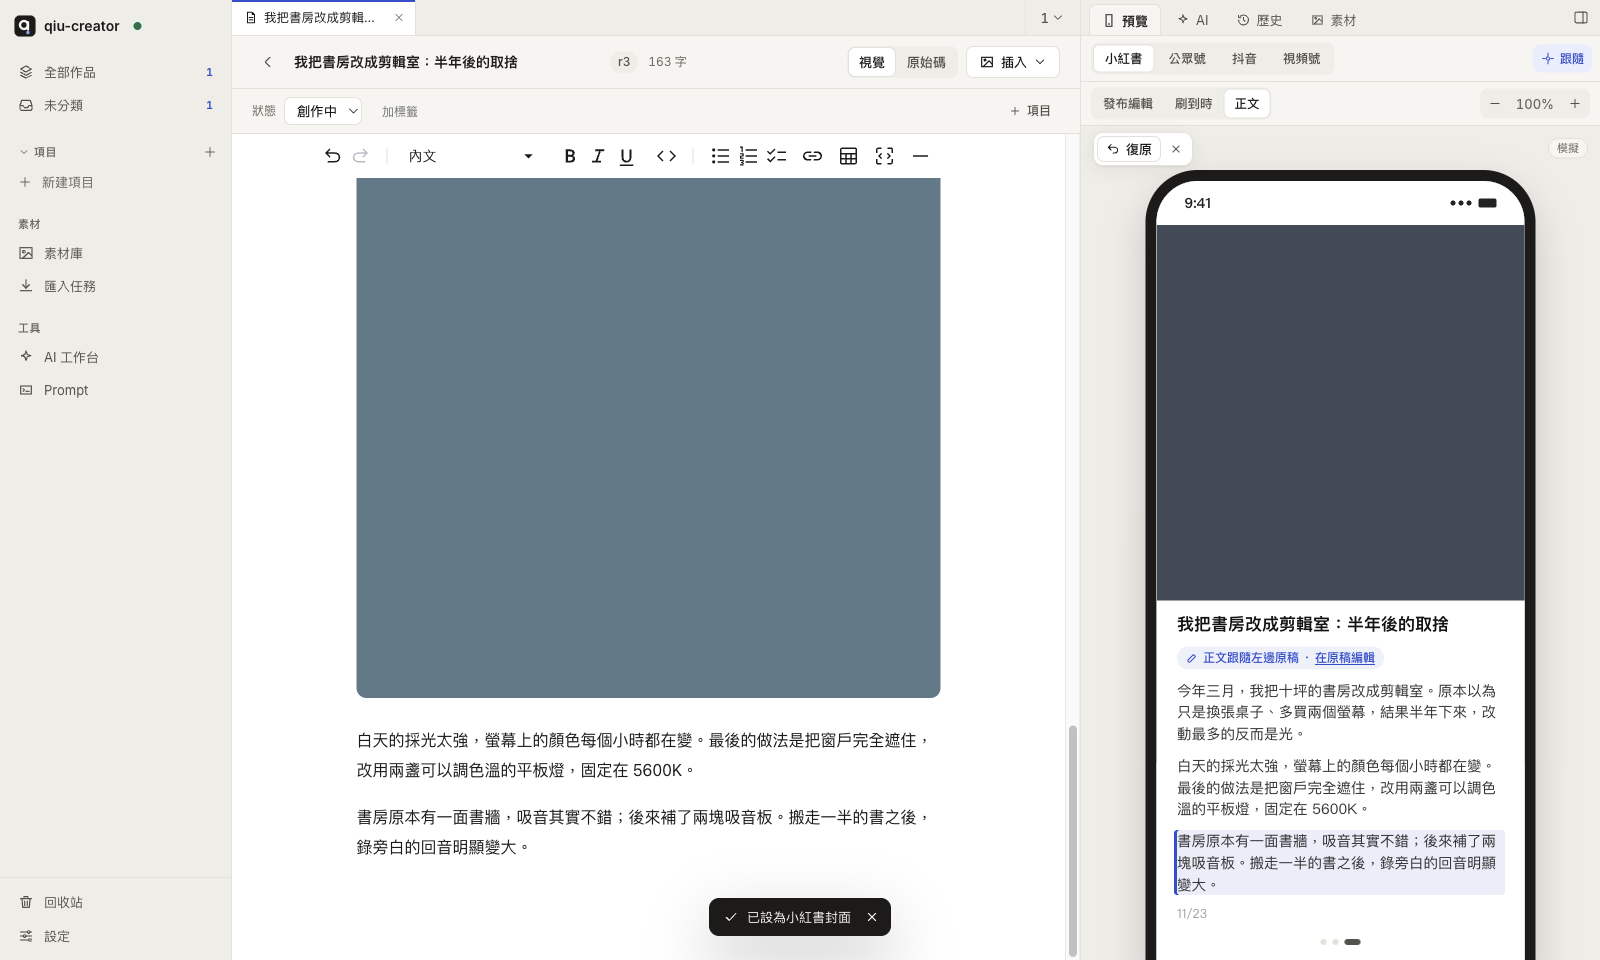 qiu-creator
全部作品 1
未分類 1
項目
新建項目
素材
素材庫
匯入任務
工具
AI 工作台
Prompt
回收站
設定
我把書房改成剪輯...
1
我把書房改成剪輯室：半年後的取捨
r3 163 字
視覺 原始碼
插入
狀態 創作中 加標籤
項目
內文
白天的採光太強，螢幕上的顏色每個小時都在變。最後的做法是把窗戶完全遮住，
改用兩盞可以調色溫的平板燈，固定在 5600K。
書房原本有一面書牆，吸音其實不錯；後來補了兩塊吸音板。搬走一半的書之後，
錄旁白的回音明顯變大。
已設為小紅書封面
預覽 AI 歷史 素材
小紅書 公眾號 抖音 視頻號
跟隨
發布編輯 刷到時 正文
100%
復原
模擬
9:41
我把書房改成剪輯室：半年後的取捨
正文跟隨左邊原稿 · 在原稿編輯
今年三月，我把十坪的書房改成剪輯室。原本以為
只是換張桌子、多買兩個螢幕，結果半年下來，改
動最多的反而是光。
白天的採光太強，螢幕上的顏色每個小時都在變。
最後的做法是把窗戶完全遮住，改用兩盞可以調色
溫的平板燈，固定在 5600K。
書房原本有一面書牆，吸音其實不錯；後來補了兩
塊吸音板。搬走一半的書之後，錄旁白的回音明顯
變大。
11/23